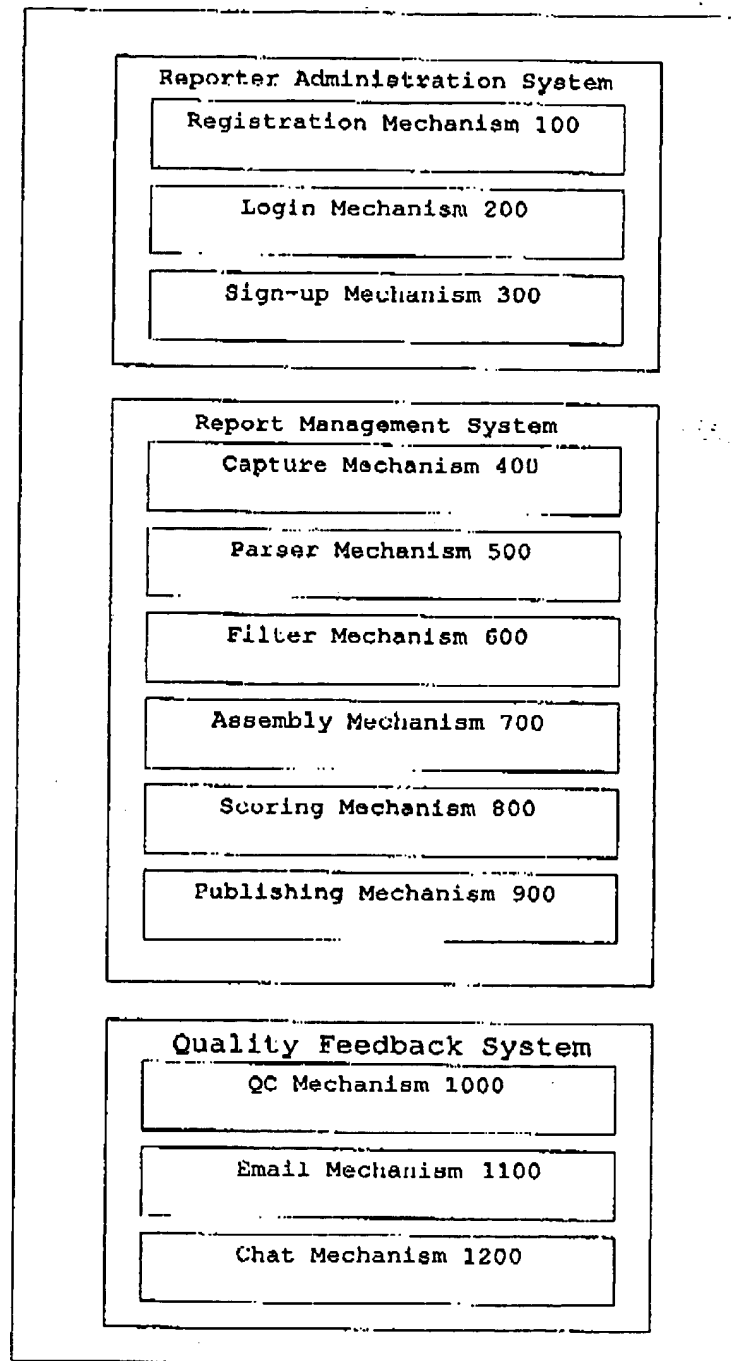 Reporter Administration System
Registration Mechanism 100
Login Mechanism 200
Sign-up Mechanism 300
Report Management System
Capture Mechanism 400
Parser Mechanism 500
Filter Mechanism 600
Assembly Mechanism 700
Scoring Mechanism 800
Publishing Mechanism 900
Quality Feedback System
QC Mechanism 1000
Email Mechanism 1100
Chat Mechanism 1200